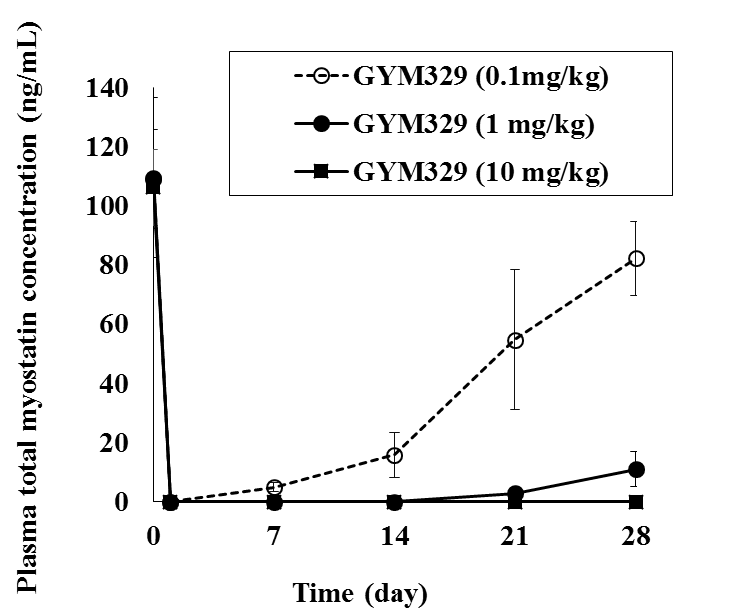 Plasma total myostatin concentration (ng/mL)
GYM329 (0.1mg/kg)
GYM329 (1 mg/kg)
GYM329 (10 mg/kg)
140
120
100
80
60
40
20
0
0 7 14 21 28
Time (day)